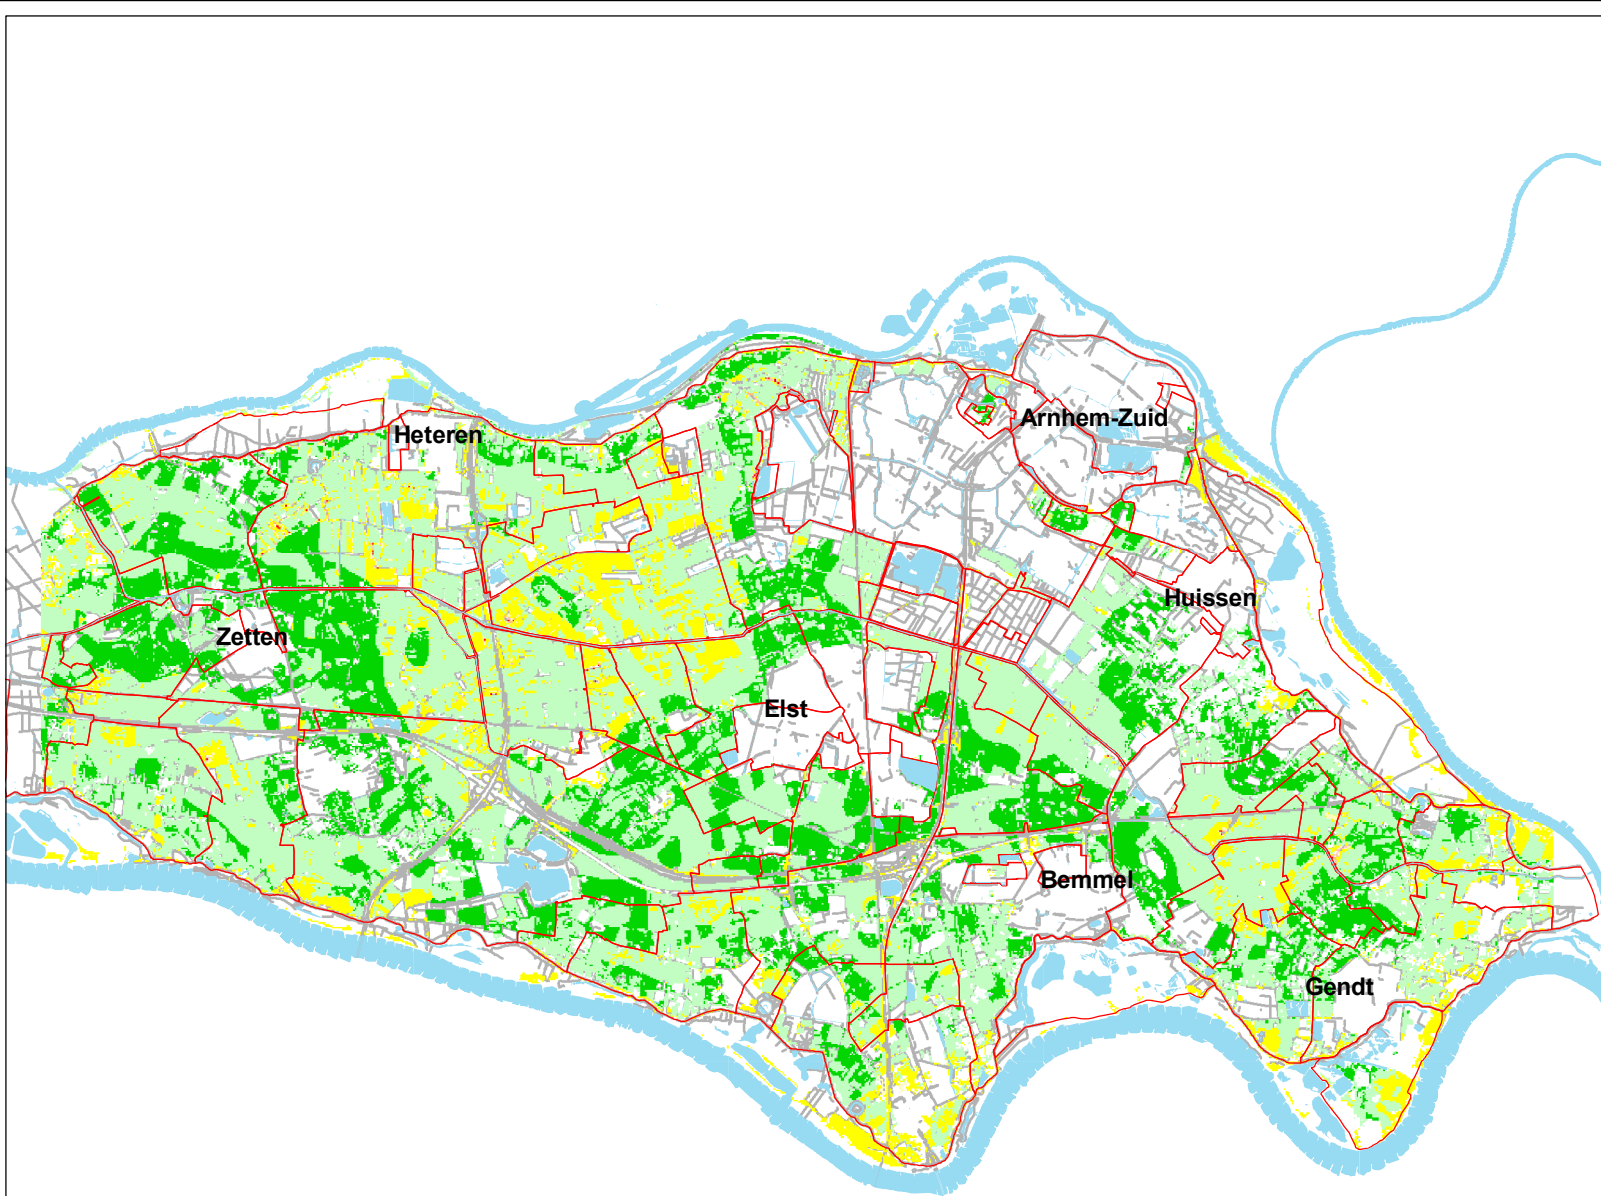 Heteren
Arnhem-Zuid
Huissen
Zetten
Elst
Bemmel
Gendt